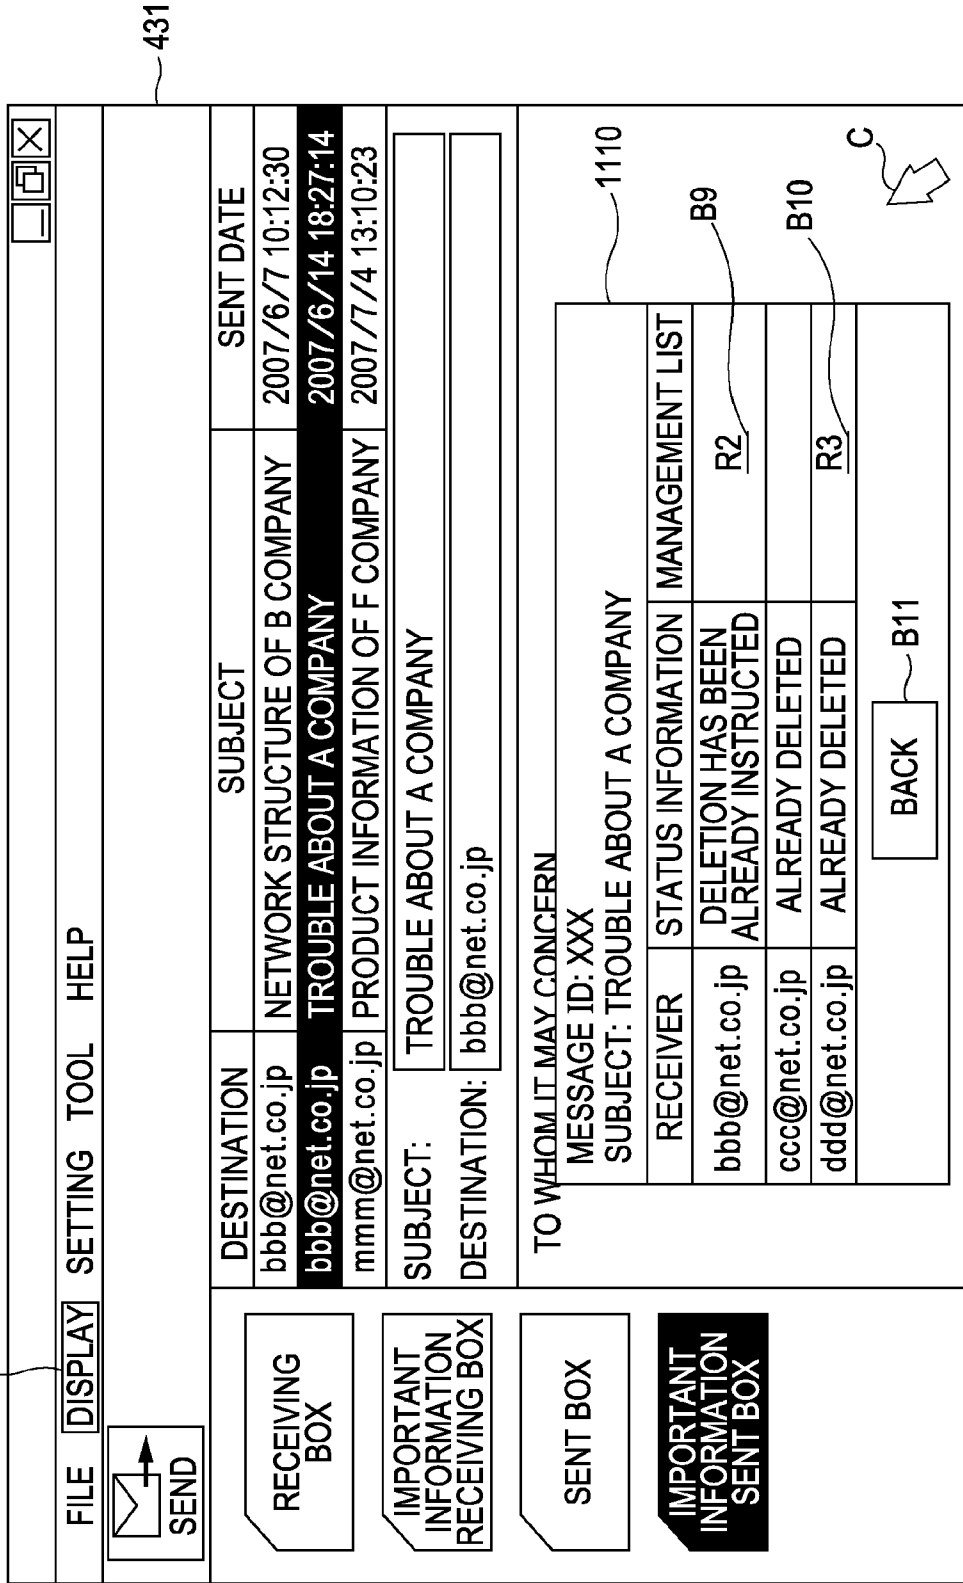 431
FILE DISPLAY SETTING TOOL HELP
SEND
RECEIVING
BOX
IMPORTANT
INFORMATION
RECEIVING BOX
SENT BOX
IMPORTANT
INFORMATION
SENT BOX
DESTINATION SUBJECT SENT DATE
bbb@net.co.jp NETWORK STRUCTURE OF B COMPANY 2007/6/7 10:12:30
bbb@net.co.jp TROUBLE ABOUT A COMPANY 2007/6/14 18:27:14
mmm@net.co.jp PRODUCT INFORMATION OF F COMPANY 2007/7/4 13:10:23
SUBJECT: TROUBLE ABOUT A COMPANY
DESTINATION: bbb@net.co.jp
TO WHOM IT MAY CONCERN
1110
MESSAGE ID: XXX
SUBJECT: TROUBLE ABOUT A COMPANY
RECEIVER STATUS INFORMATION MANAGEMENT LIST
bbb@net.co.jp DELETION HAS BEEN
ALREADY INSTRUCTED R2 B9
ccc@net.co.jp ALREADY DELETED
ddd@net.co.jp ALREADY DELETED R3 B10
BACK B11
C